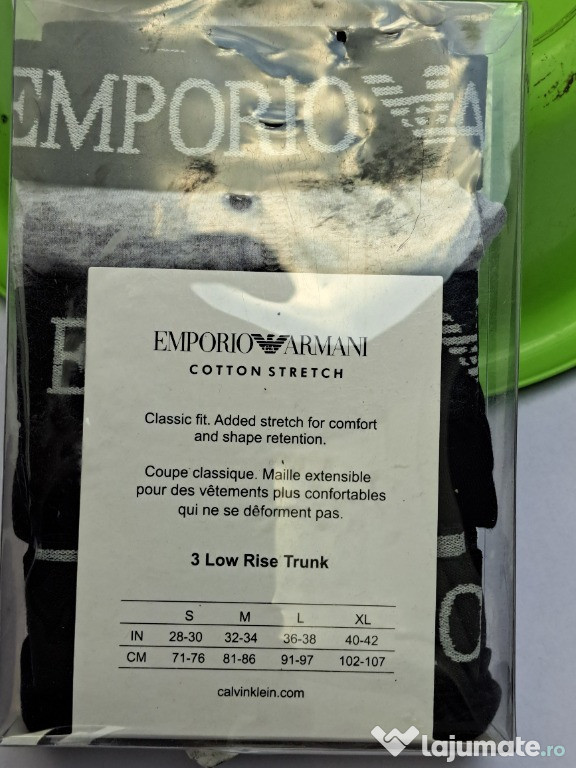 EMPORIO A
E
EMPORIO ARMANI
COTTON STRETCH
Classic fit. Added stretch for comfort
and shape retention.
Coupe classique. Maille extensible
pour des vêtements plus confortables
qui ne se déforment pas.
3 Low Rise Trunk
S M L XL
IN 28-30 32-34 36-38 40-42
CM 71-76 81-86 91-97 102-107
O
calvinklein.com
Lajumate.ro